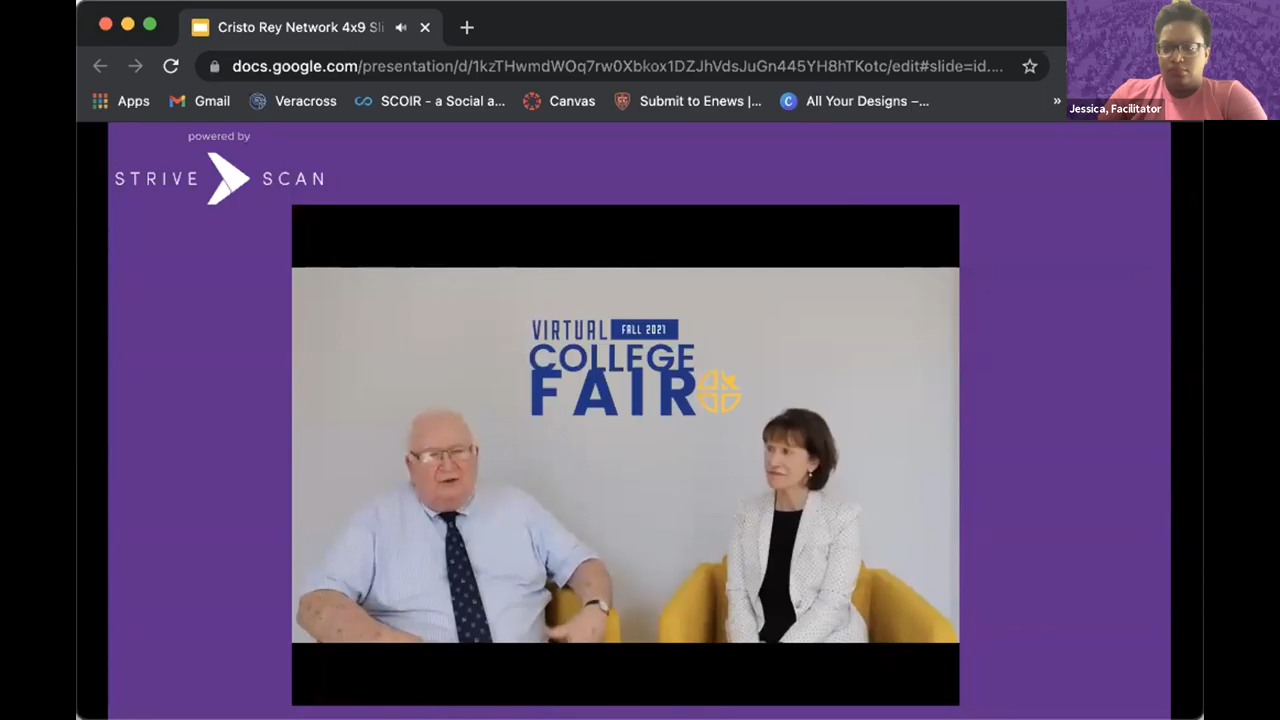 Cristo Rey Network 4x9 Sli
docs.google.com/presentation/d/1kzTHwmdWOq7rw0Xbkox1DZJhVdsJuGn445YH8hTKotc/edit#slide=id....
Apps Gmail Veracross SCOIR - a Social a... Canvas Submit to Enews |... All Your Designs –... »
Jessica, Facilitator
powered by
STRIVE SCAN
VIRTUAL FALL 2021
COLLEGE
FAIR